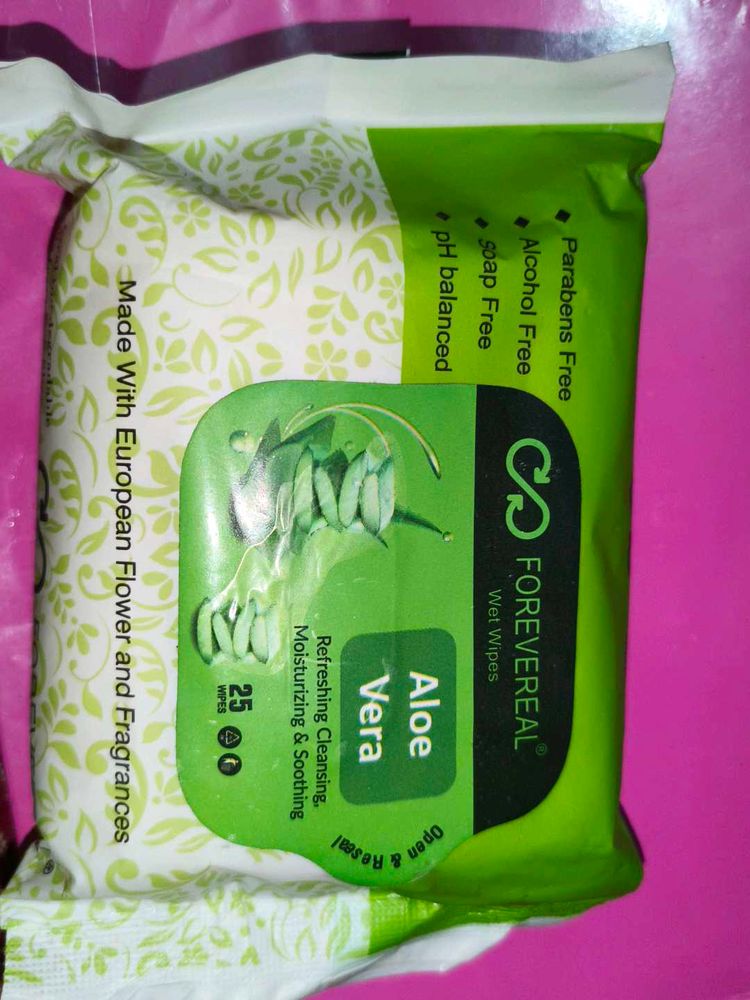 Parabens Free
Alcohol Free
soap Free
pH balanced
FOREVEREAL®
Wet Wipes
Aloe
Vera
Refreshing Cleansing,
Moisturizing & Soothing
25
WIPES
Open & Reseal
Made With European Flower and Fragrances